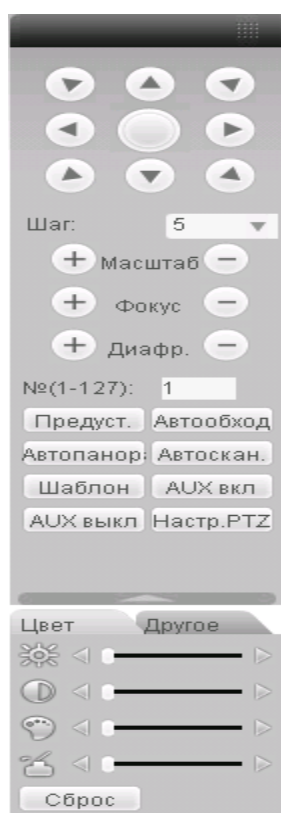 Шаг: 5
+ Масштаб −
+ Фокус −
+ Диафр. −
№(1-127): 1
Предуст. Автообход
Автопанор Автоскан.
Шаблон AUX вкл
AUX выкл Настр.PTZ
Цвет Другое
Сброс